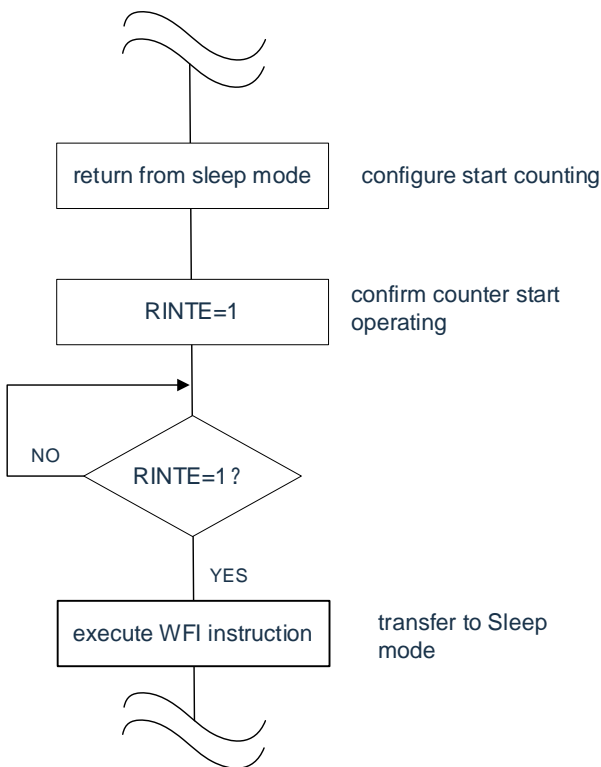 return from sleep mode
configure start counting
RINTE=1
confirm counter start
operating
NO
RINTE=1?
YES
execute WFI instruction
transfer to Sleep
mode